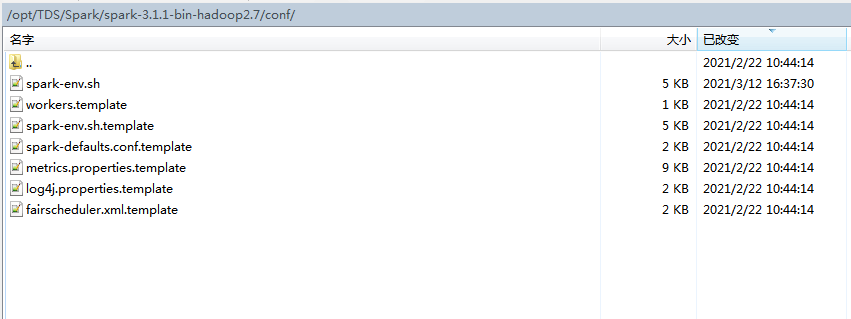 /opt/TDS/Spark/spark-3.1.1-bin-hadoop2.7/conf/
名字 大小 已改变
.. 2021/2/22 10:44:14
spark-env.sh 5 KB 2021/3/12 16:37:30
workers.template 1 KB 2021/2/22 10:44:14
spark-env.sh.template 5 KB 2021/2/22 10:44:14
spark-defaults.conf.template 2 KB 2021/2/22 10:44:14
metrics.properties.template 9 KB 2021/2/22 10:44:14
log4j.properties.template 2 KB 2021/2/22 10:44:14
fairscheduler.xml.template 2 KB 2021/2/22 10:44:14